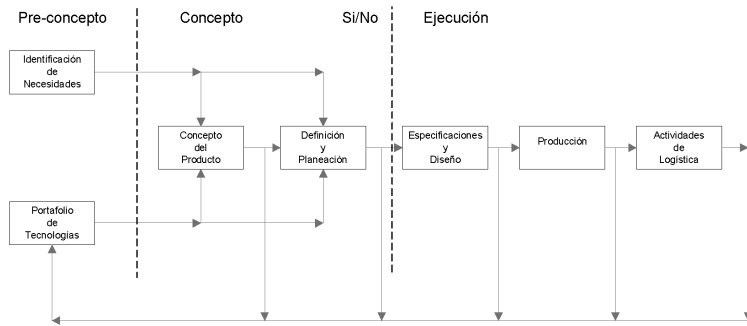 Pre-concepto
Concepto
Si/No
Ejecución
Identificación
de
Necesidades
Concepto
del
Producto
Definición
y
Planeación
Especificaciones
y
Diseño
Producción
Actividades
de
Logística
Portafolio
de
Tecnologías